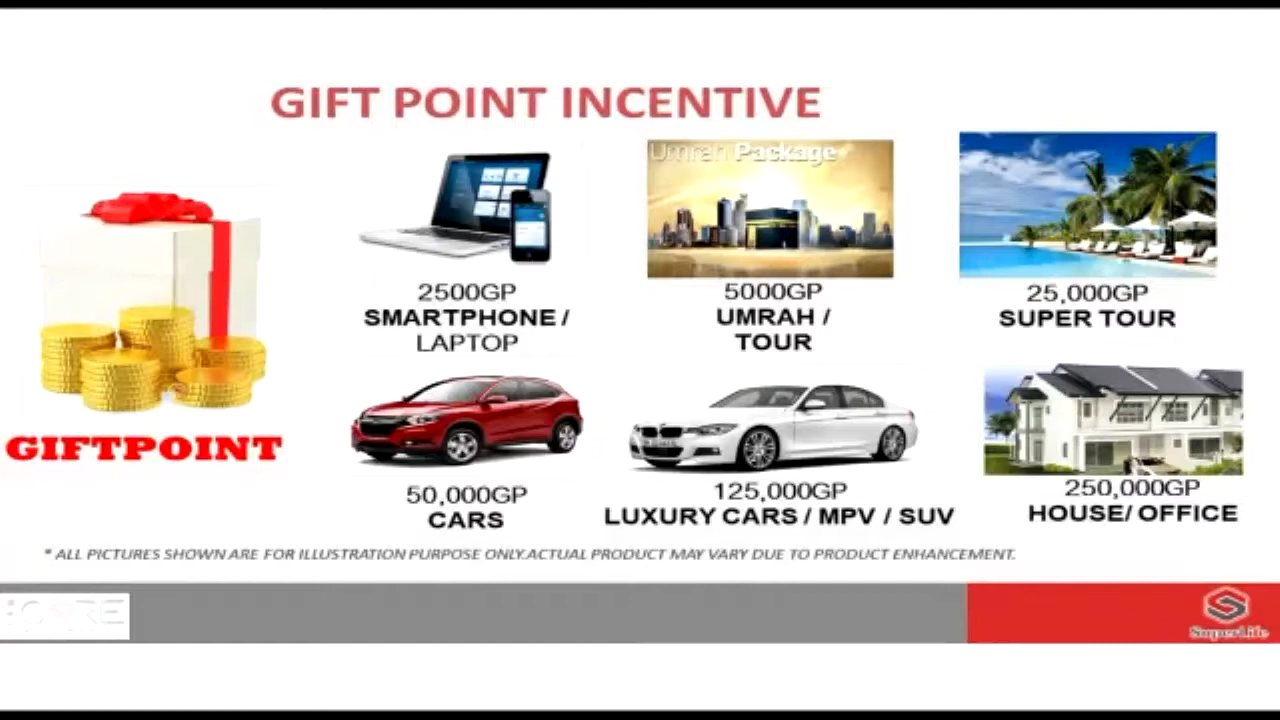 GIFT POINT INCENTIVE
Umrah Package
2500GP
SMARTPHONE /
LAPTOP
5000GP
UMRAH /
TOUR
25,000GP
SUPER TOUR
GIFTPOINT
50,000GP
CARS
125,000GP
LUXURY CARS / MPV / SUV
250,000GP
HOUSE/ OFFICE
* ALL PICTURES SHOWN ARE FOR ILLUSTRATION PURPOSE ONLY.ACTUAL PRODUCT MAY VARY DUE TO PRODUCT ENHANCEMENT.
SuperLife